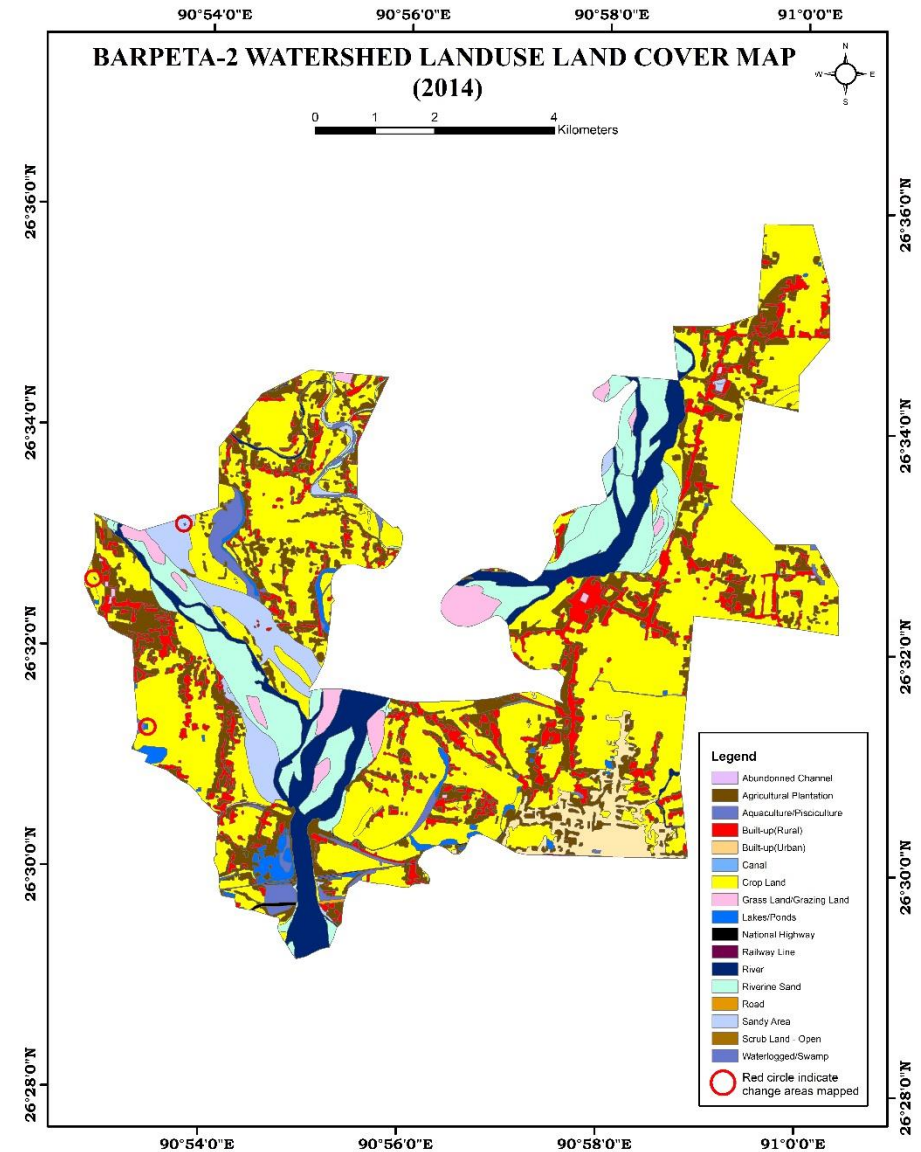 90°54'0"E 90°56'0"E 90°58'0"E 91°0'0"E
BARPETA-2 WATERSHED LANDUSE LAND COVER MAP
(2014)
N
W E
S
0 1 2 4
Kilometers
26°36'0"N 26°36'0"N
26°34'0"N 26°34'0"N
26°32'0"N 26°32'0"N
26°30'0"N 26°30'0"N
26°28'0"N 26°28'0"N
Legend
Abundonned Channel
Agricultural Plantation
Aquaculture/Pisciculture
Built-up(Rural)
Built-up(Urban)
Canal
Crop Land
Grass Land/Grazing Land
Lakes/Ponds
National Highway
Railway Line
River
Riverine Sand
Road
Sandy Area
Scrub Land - Open
Waterlogged/Swamp
Red circle indicate
change areas mapped
90°54'0"E 90°56'0"E 90°58'0"E 91°0'0"E